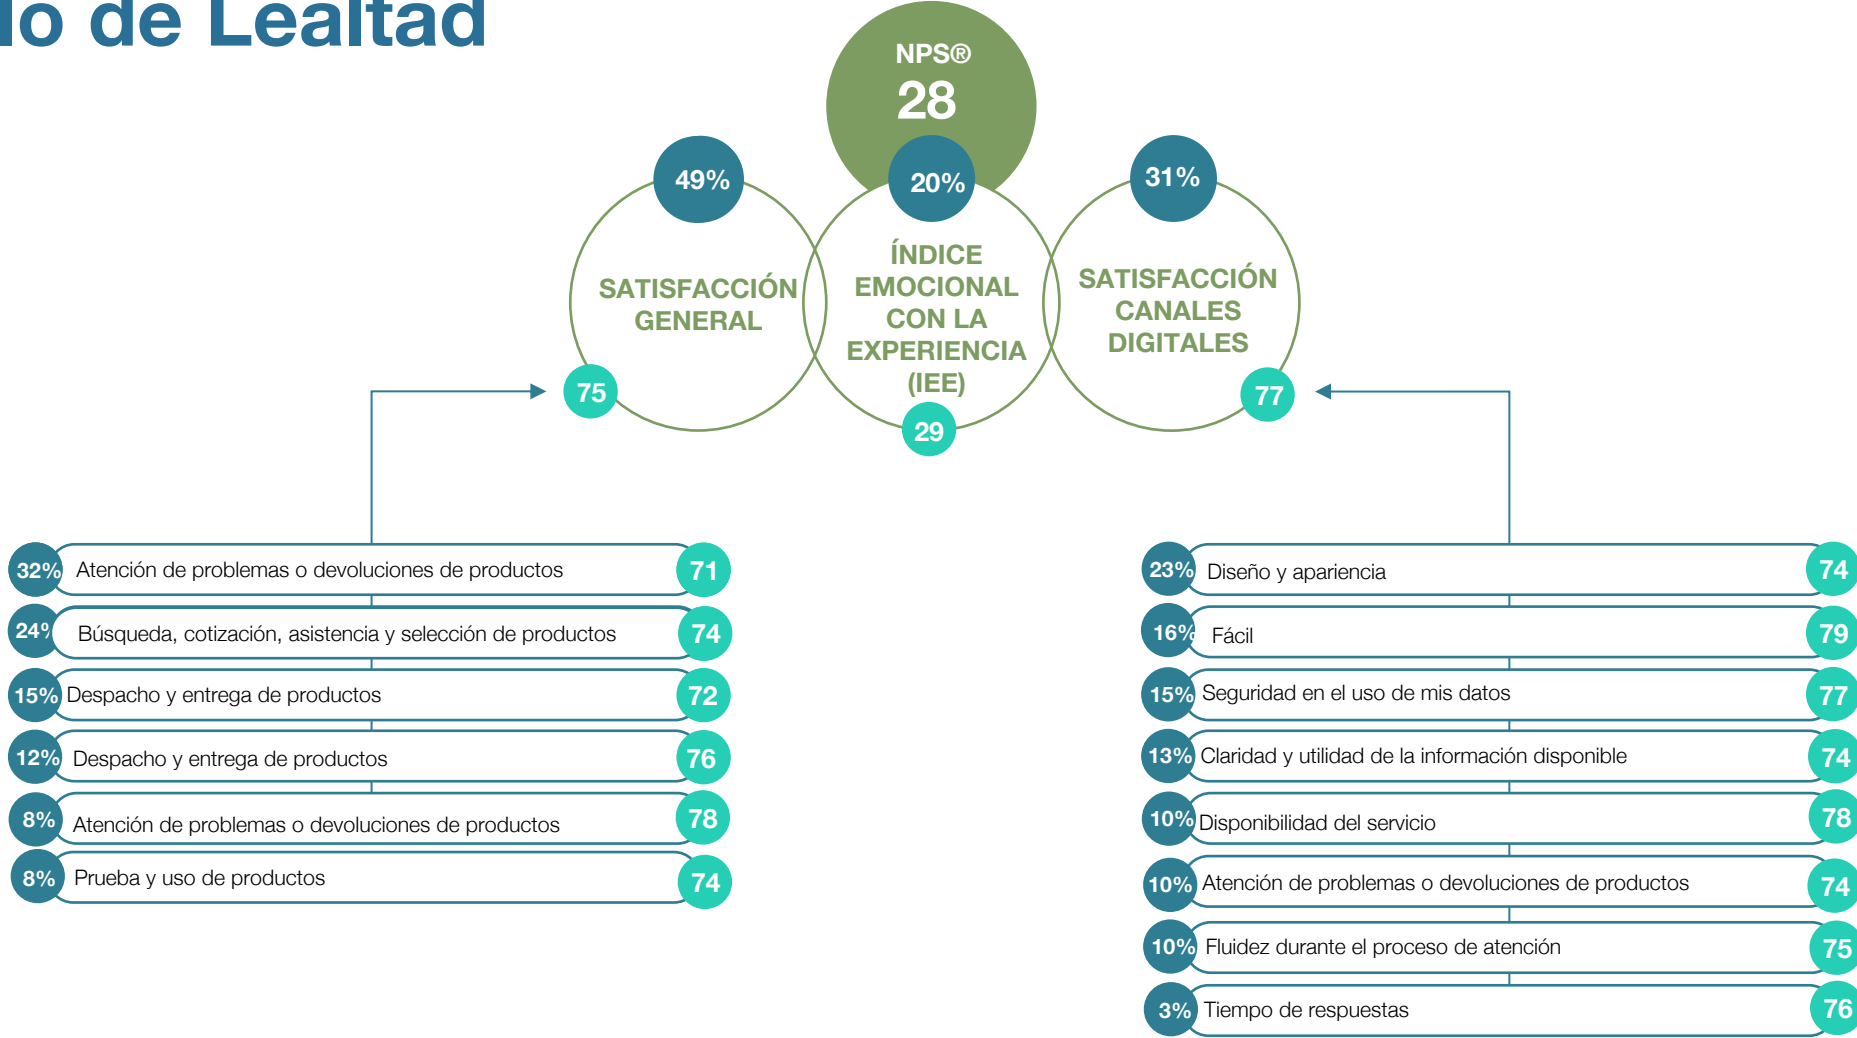 lo de Lealtad
NPS®
28
49%
20%
31%
SATISFACCIÓN
GENERAL
75
ÍNDICE
EMOCIONAL
CON LA
EXPERIENCIA
(IEE)
29
SATISFACCIÓN
CANALES
DIGITALES
77
32% Atención de problemas o devoluciones de productos 71
24% Búsqueda, cotización, asistencia y selección de productos 74
15% Despacho y entrega de productos 72
12% Despacho y entrega de productos 76
8% Atención de problemas o devoluciones de productos 78
8% Prueba y uso de productos 74
23% Diseño y apariencia 74
16% Fácil 79
15% Seguridad en el uso de mis datos 77
13% Claridad y utilidad de la información disponible 74
10% Disponibilidad del servicio 78
10% Atención de problemas o devoluciones de productos 74
10% Fluidez durante el proceso de atención 75
3% Tiempo de respuestas 76